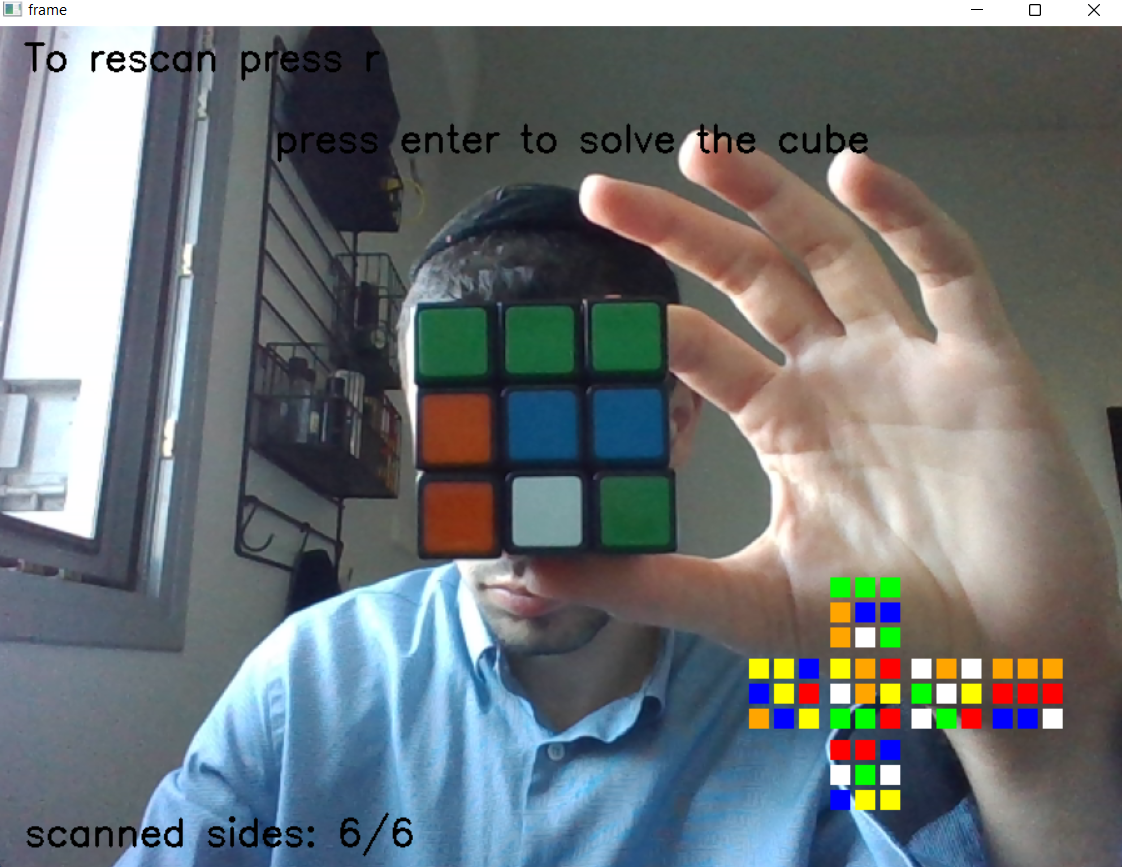 frame
To rescan press r
press enter to solve the cube
scanned sides: 6/6